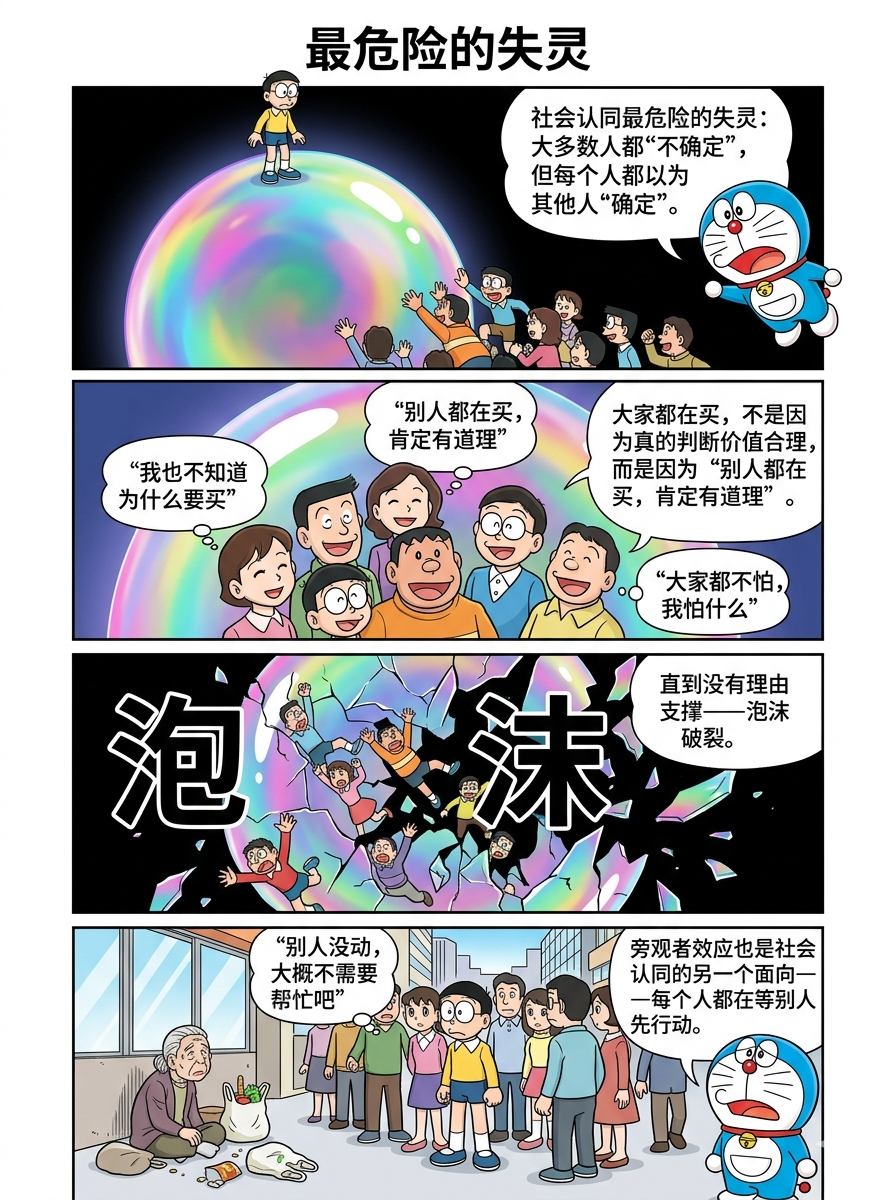 最危险的失灵
社会认同最危险的失灵：
大多数人都“不确定”，
但每个人都以为
其他人“确定”。
“我也不知道
为什么要买”
“别人都在买，
肯定有道理”
大家都在买，不是因
为真的判断价值合理，
而是因为“别人都在
买，肯定有道理”。
“大家都不怕，
我怕什么”
泡沫
直到没有理由
支撑——泡沫
破裂。
“别人没动，
大概不需要
帮忙吧”
旁观者效应也是社会
认同的另一个面向—
—每个人都在等别人
先行动。